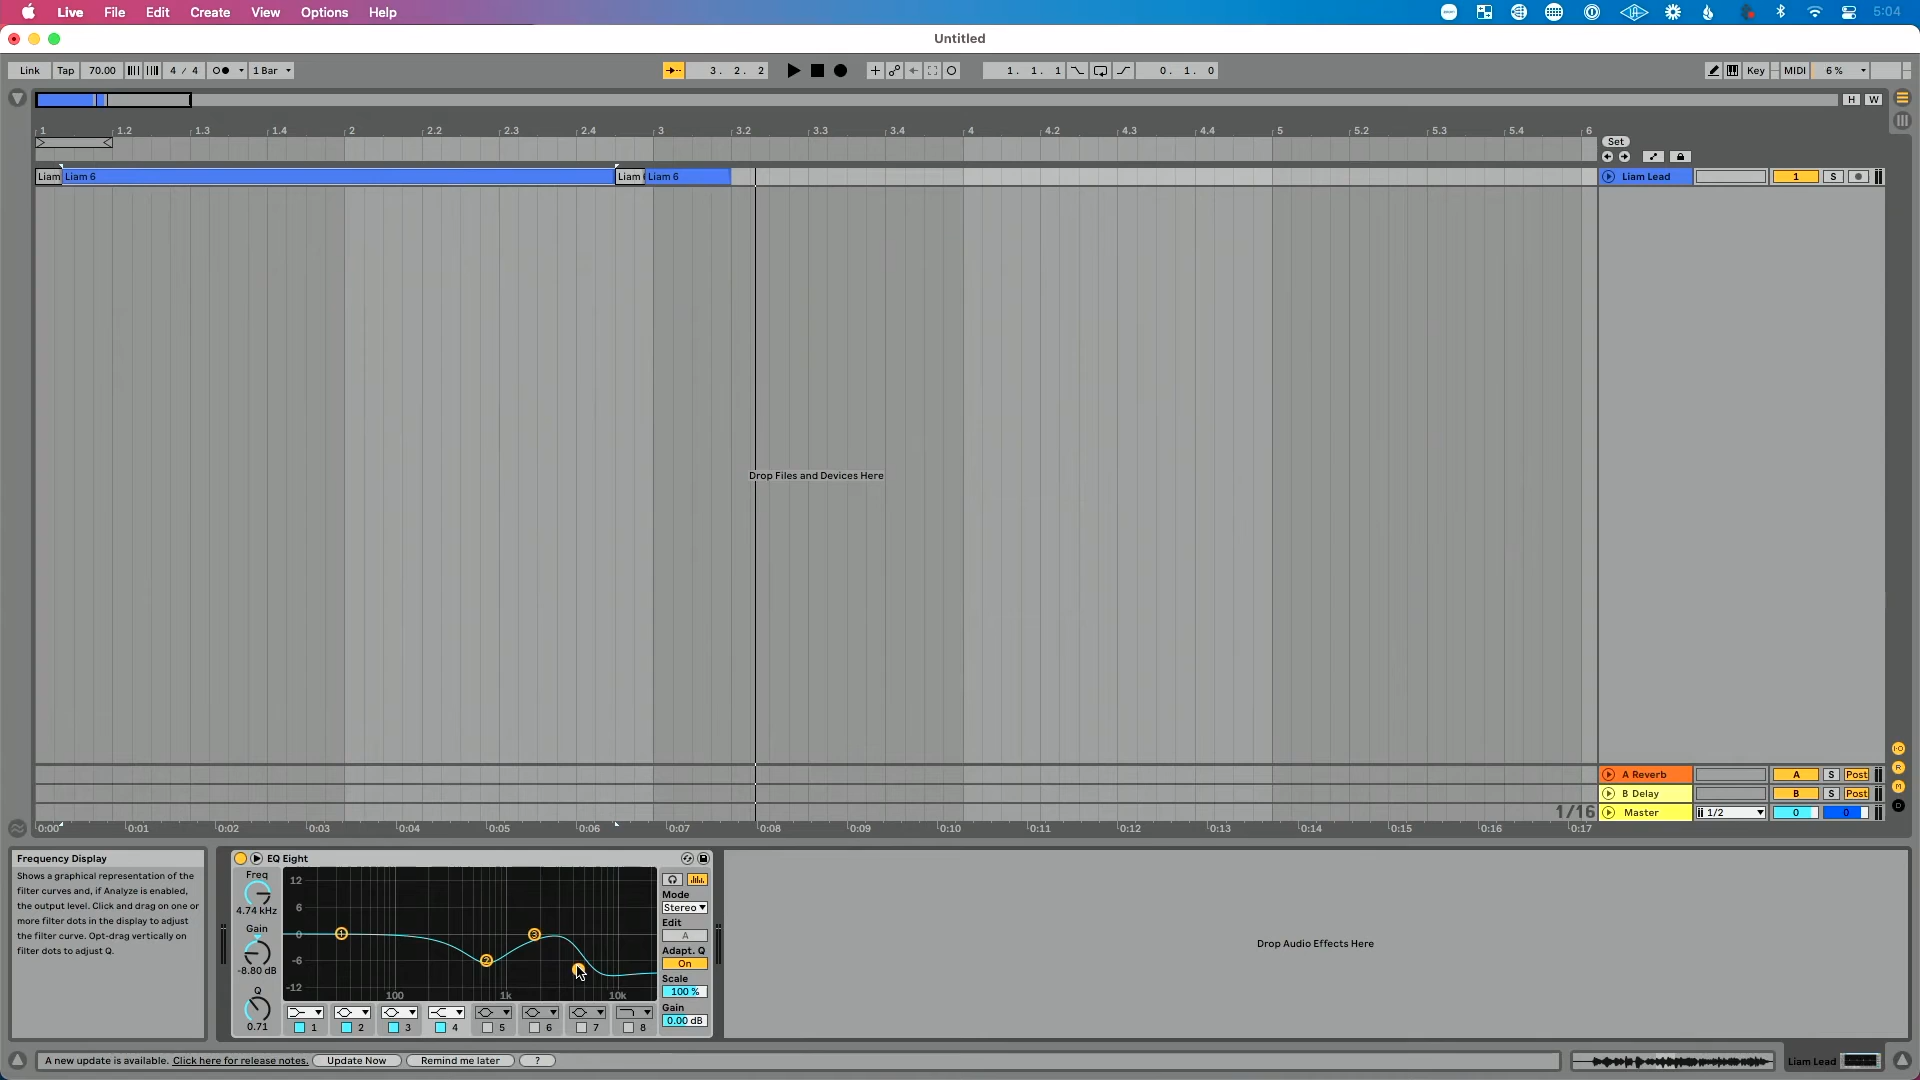 Live File Edit Create View Options Help 5:04
Untitled
Link Tap 70.00 4 / 4 1 Bar 3. 2. 2 1. 1. 1 0. 1. 0 Key MIDI 6 %
H W
1 1.2 1.3 1.4 2 2.2 2.3 2.4 3 3.2 3.3 3.4 4 4.2 4.3 4.4 5 5.2 5.3 5.4 6
Set
Liam Liam 6 Liam Liam 6 Liam Lead 1 S
Drop Files and Devices Here
A Reverb A S Post
B Delay B S Post
1/16 Master 1/2 0 0
0:00 0:01 0:02 0:03 0:04 0:05 0:06 0:07 0:08 0:09 0:10 0:11 0:12 0:13 0:14 0:15 0:16 0:17
Frequency Display
Shows a graphical representation of the
filter curves and, if Analyze is enabled,
the output level. Click and drag on one or
more filter dots in the display to adjust
the filter curve. Opt-drag vertically on
filter dots to adjust Q.
EQ Eight
Freq
4.74 kHz
Gain
-8.80 dB
Q
0.71
12
6
0
-6
-12
1 2 3
100 1k 10k
1 2 3 4 5 6 7 8
Mode
Stereo
Edit
A
Adapt. Q
On
Scale
100 %
Gain
0.00 dB
Drop Audio Effects Here
A new update is available. Click here for release notes. Update Now Remind me later ?
Liam Lead